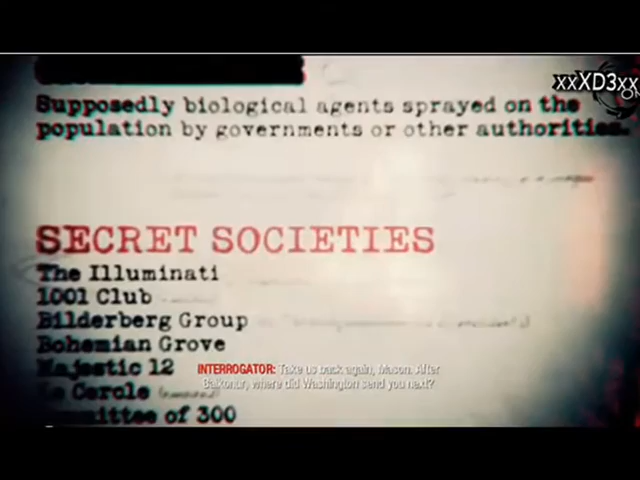 xxXD3xx
Supposedly biological agents sprayed on the
population by governments or other authorities.
SECRET SOCIETIES
The Illuminati
1001 Club
Bilderberg Group
Bohemian Grove
Majestic 12
INTERROGATOR: Take us back again, Mason. After
Baikonur, where did Washington send you next?
Le Cercle
Committee of 300